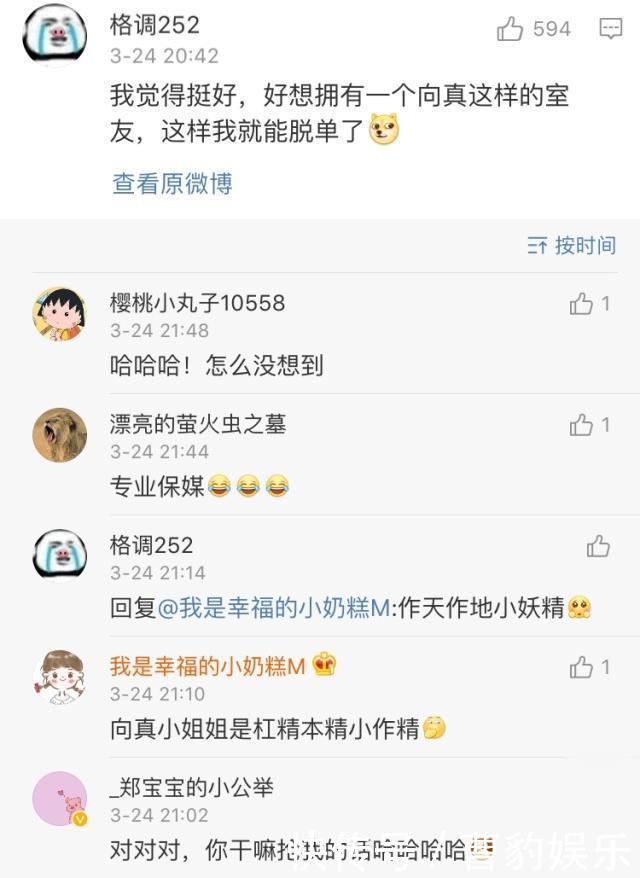 格调252
594
3-24 20:42
我觉得挺好，好想拥有一个向真这样的室
友，这样我就能脱单了
查看原微博
按时间
樱桃小丸子10558
1
3-24 21:48
哈哈哈！怎么没想到
漂亮的萤火虫之墓
1
3-24 21:44
专业保媒
格调252
3-24 21:14
回复@我是幸福的小奶糕M:作天作地小妖精
我是幸福的小奶糕M
1
3-24 21:10
向真小姐姐是杠精本精小作精
_郑宝宝的小公举
3-24 21:02
对对对，你干嘛抢我的话哈哈哈哈
快传号／
豹娱乐